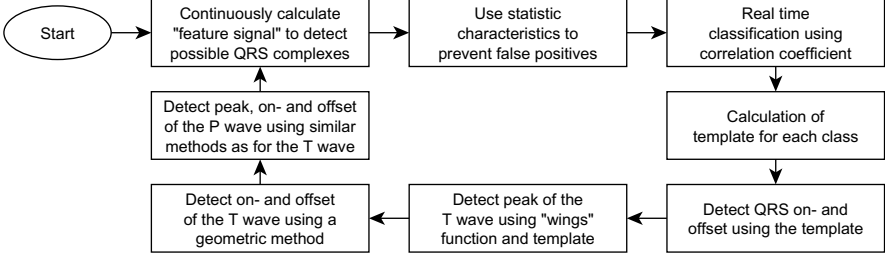 Start
Continuously calculate
"feature signal" to detect
possible QRS complexes
Use statistic
characteristics to
prevent false positives
Real time
classification using
correlation coefficient
Calculation of
template for each class
Detect QRS on- and
offset using the template
Detect peak of the
T wave using "wings"
function and template
Detect on- and offset
of the T wave using a
geometric method
Detect peak, on- and offset
of the P wave using similar
methods as for the T wave